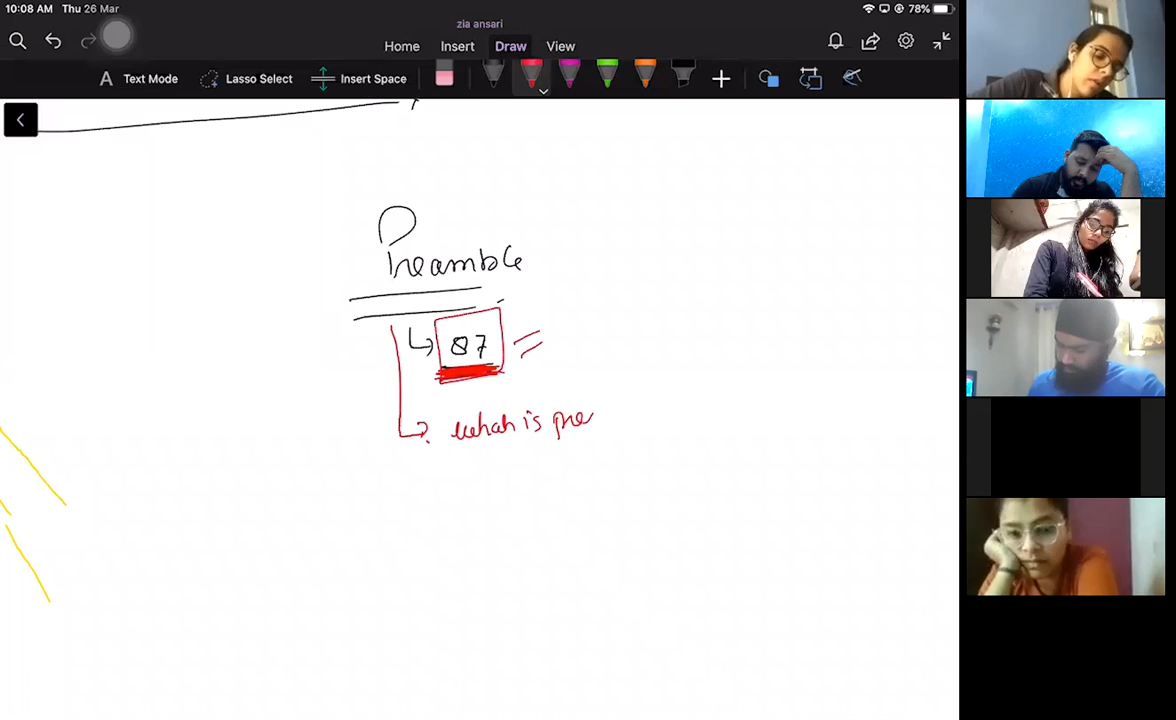 10:08 AM Thu 26 Mar
78%
zia ansari
Home Insert Draw View
Text Mode Lasso Select Insert Space
Preamble
87
what is pre